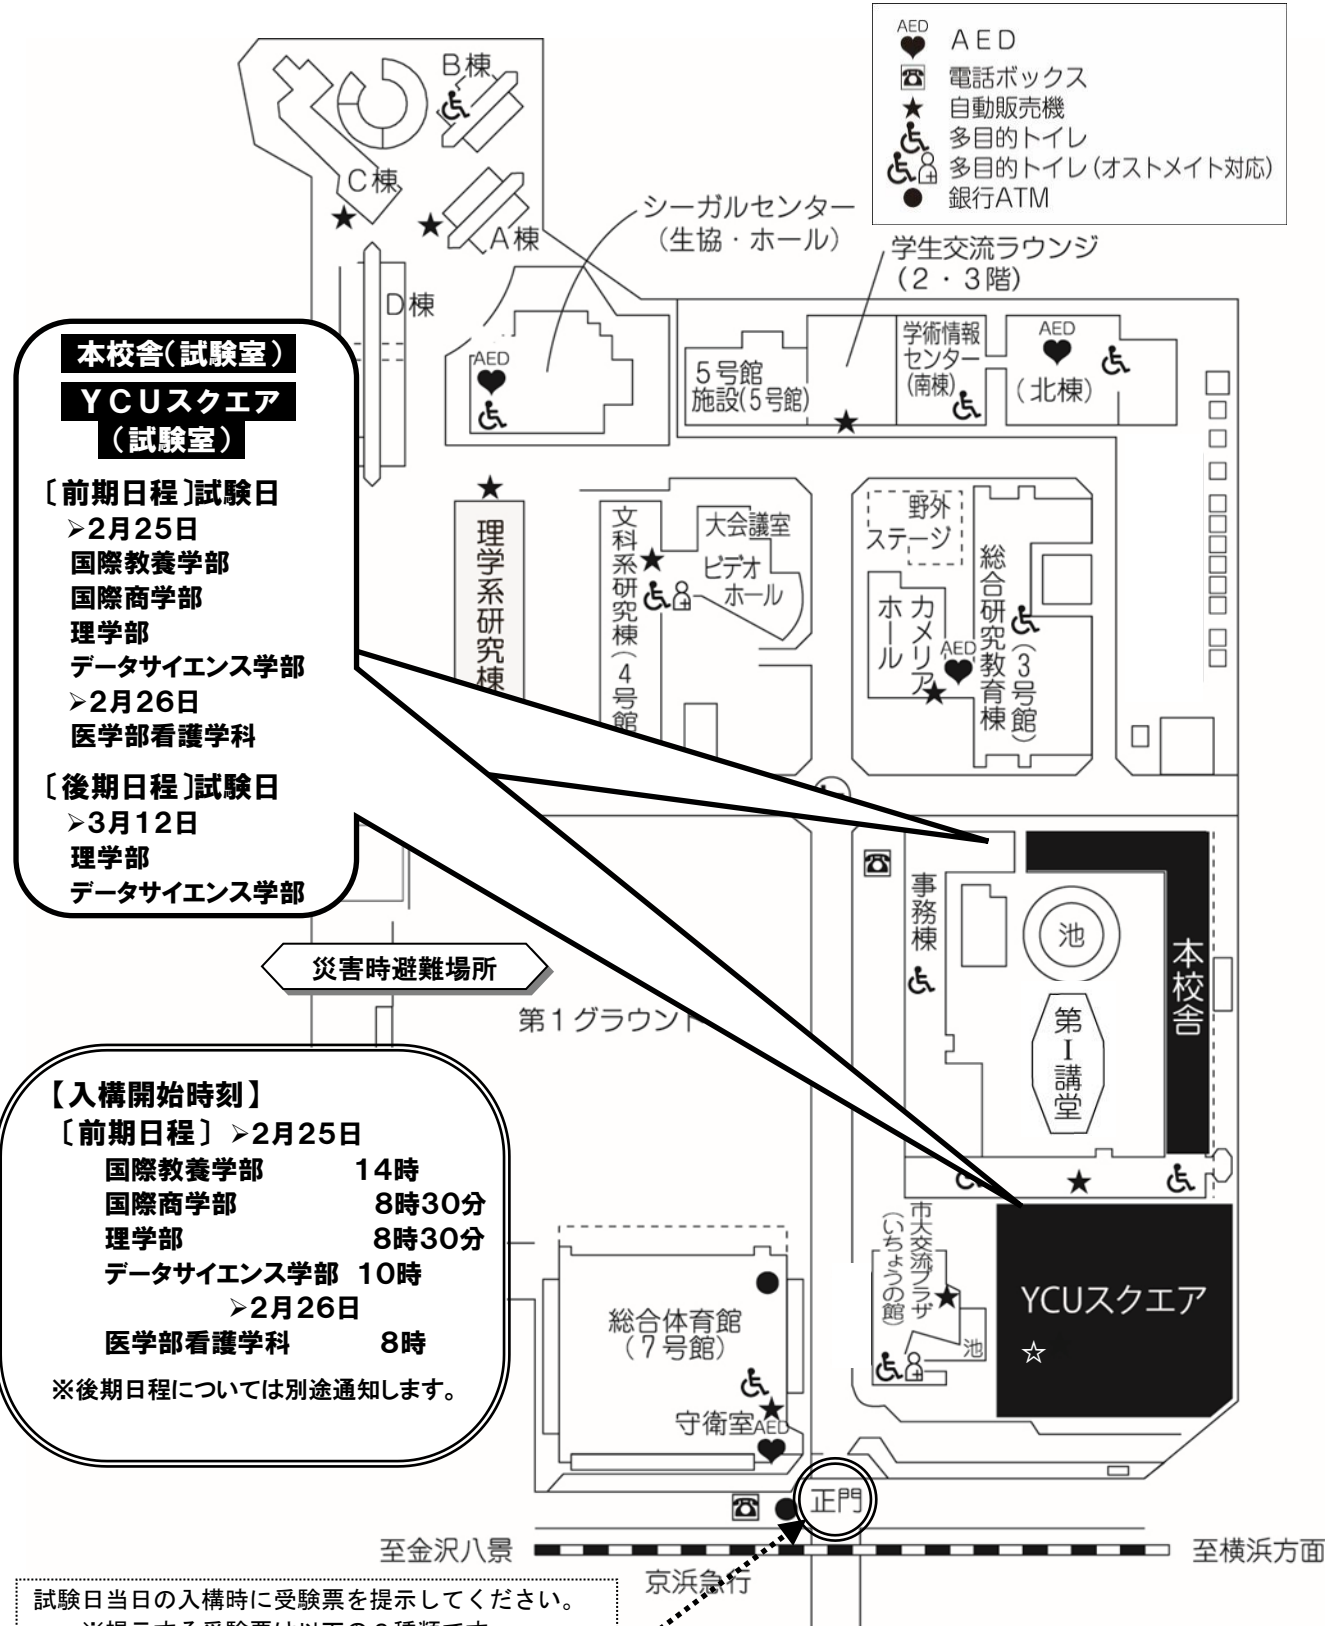 AED
AED
電話ボックス
自動販売機
多目的トイレ
多目的トイレ(オストメイト対応)
銀行ATM
B棟
C棟
A棟
D棟
シーガルセンター
(生協・ホール)
学生交流ラウンジ
(2・3階)
AED
5号館
施設(5号館)
学術情報
センター
(南棟)
AED
(北棟)
本校舎(試験室)
YCUスクエア
(試験室)
〔前期日程〕試験日
➢2月25日
国際教養学部
国際商学部
理学部
データサイエンス学部
➢2月26日
医学部看護学科
〔後期日程〕試験日
➢3月12日
理学部
データサイエンス学部
理学系研究棟
文科系研究棟(4号館
大会議室
ビデオ
ホール
野外
ステージ
カメリア
ホール
AED
総合研究教育棟
(3号館)
事務棟
池
本校舎
第I講堂
災害時避難場所
第1グラウンド
【入構開始時刻】
〔前期日程〕 ➢2月25日
国際教養学部 14時
国際商学部 8時30分
理学部 8時30分
データサイエンス学部 10時
➢2月26日
医学部看護学科 8時
※後期日程については別途通知します。
市大交流プラザ
(いちょうの館)
池
YCUスクエア
☆
総合体育館
(7号館)
守衛室
AED
正門
至金沢八景
至横浜方面
京浜急行
試験日当日の入構時に受験票を提示してください。
※提示する受験票は以下の2種類です